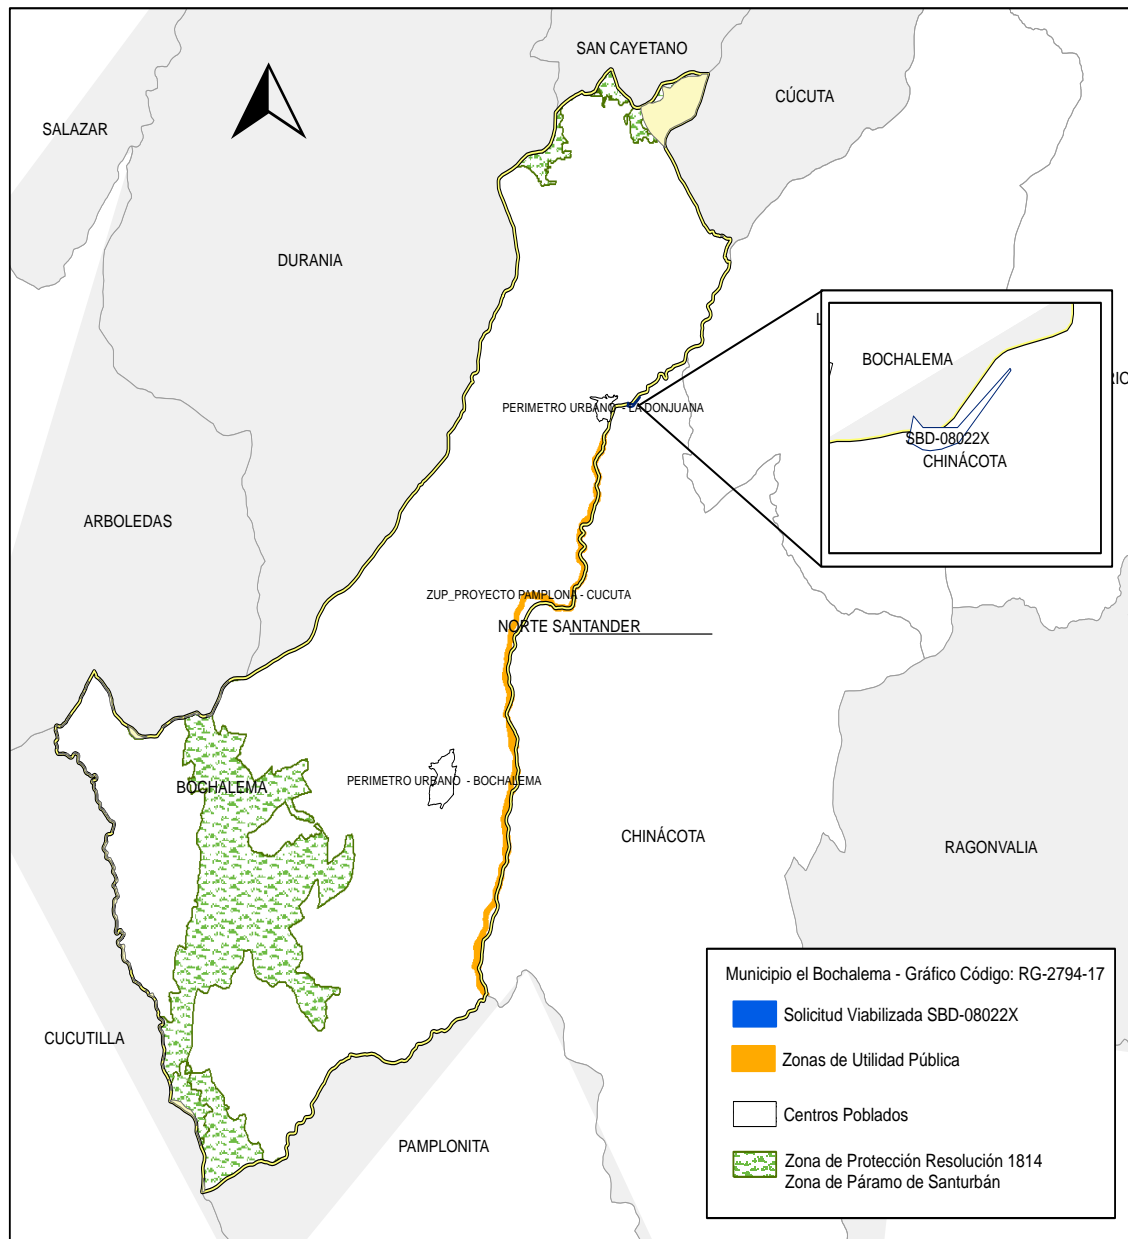 SAN CAYETANO
CÚCUTA
SALAZAR
DURANIA
L
BOCHALEMA
RIO
PERIMETRO URBANO - LA DONJUANA
SBD-08022X
CHINÁCOTA
ARBOLEDAS
ZUP_PROYECTO PAMPLONA - CUCUTA
NORTE SANTANDER
PERIMETRO URBANO - BOCHALEMA
BOCHALEMA
CHINÁCOTA
RAGONVALIA
CUCUTILLA
PAMPLONITA
Municipio el Bochalema - Gráfico Código: RG-2794-17
Solicitud Viabilizada SBD-08022X
Zonas de Utilidad Pública
Centros Poblados
Zona de Protección Resolución 1814
Zona de Páramo de Santurbán